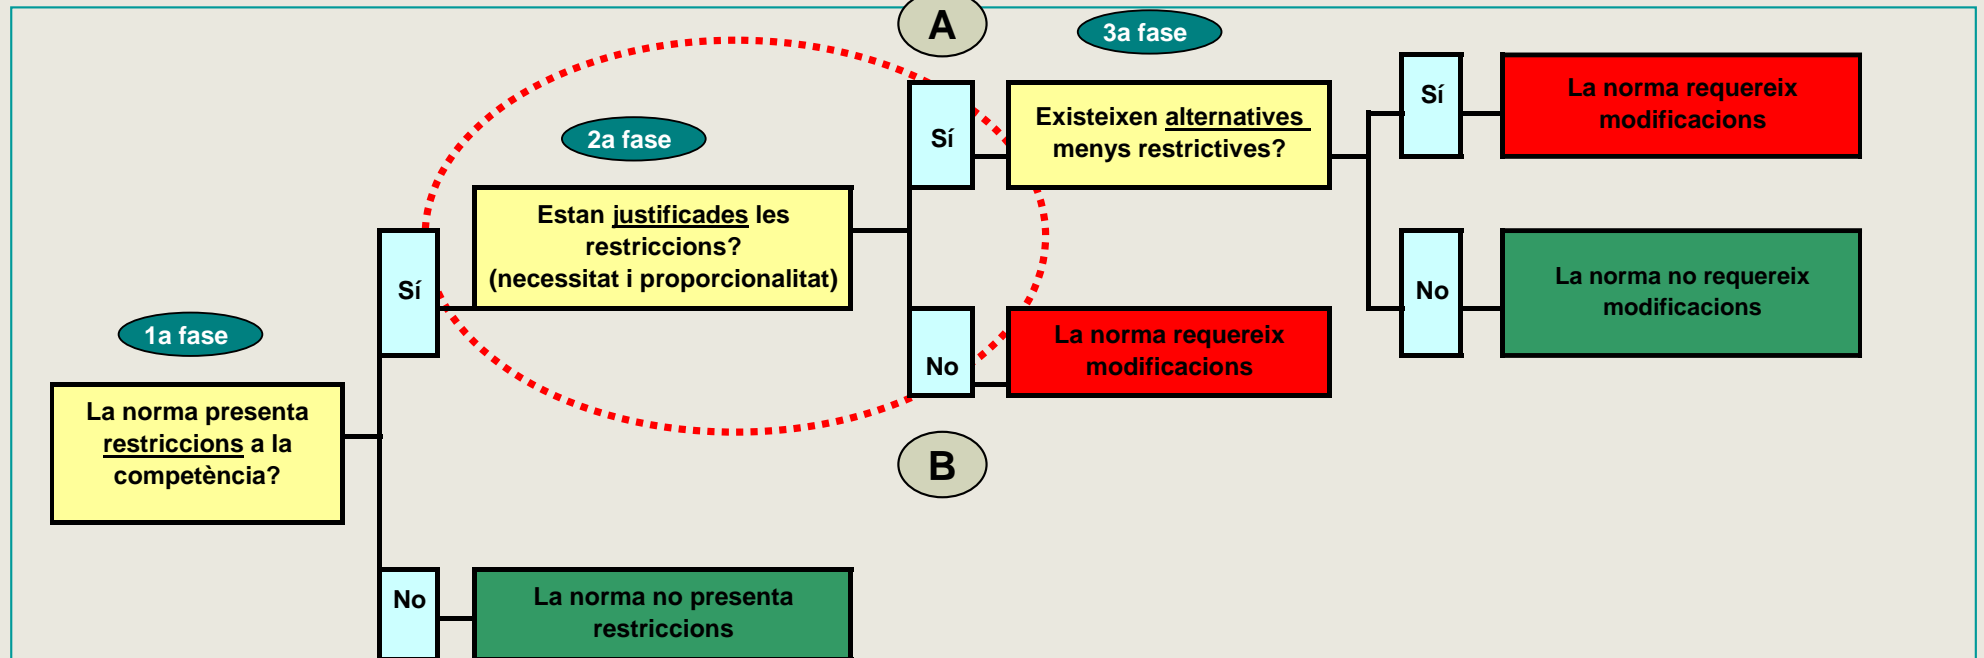 1a fase
La norma presenta
restriccions a la
competència?
Sí
No
La norma no presenta
restriccions
2a fase
Estan justificades les
restriccions?
(necessitat i proporcionalitat)
A
Sí
No
B
La norma requereix
modificacions
3a fase
Existeixen alternatives
menys restrictives?
Sí
La norma requereix
modificacions
No
La norma no requereix
modificacions